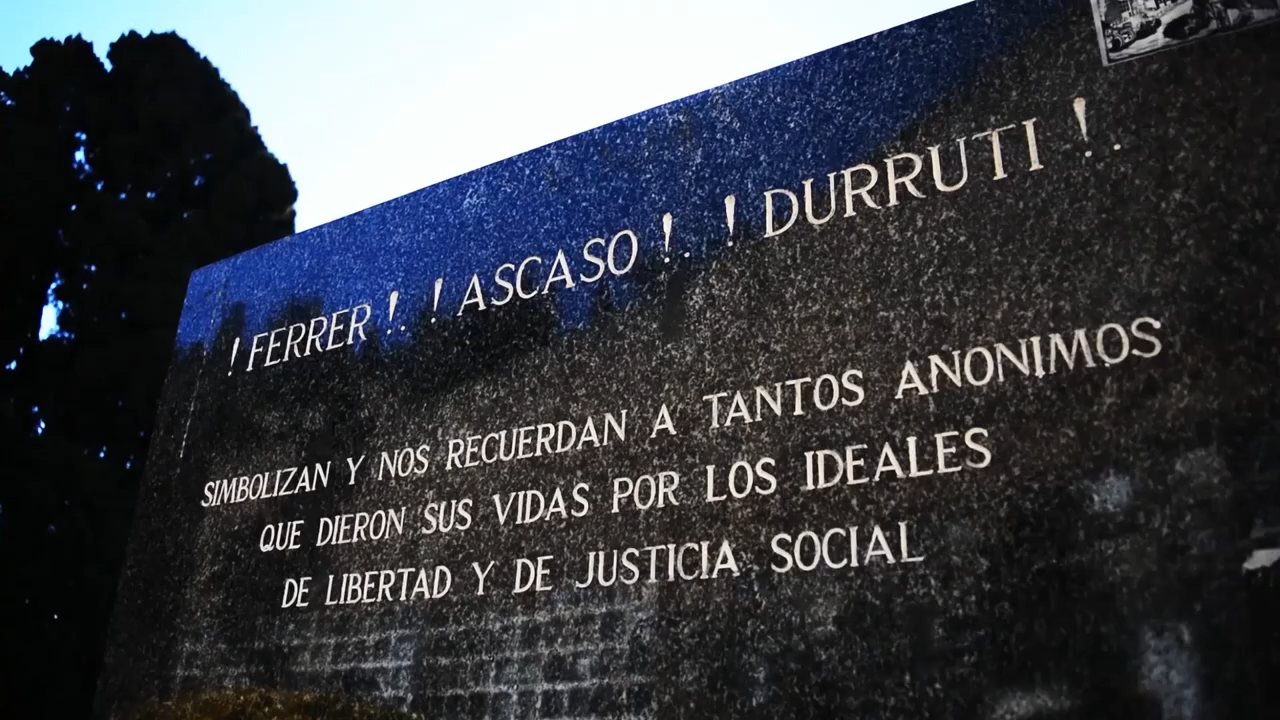 ! FERRER !. ! ASCASO !. ! DURRUTI !.
SIMBOLIZAN Y NOS RECUERDAN A TANTOS ANONIMOS
QUE DIERON SUS VIDAS POR LOS IDEALES
DE LIBERTAD Y DE JUSTICIA SOCIAL